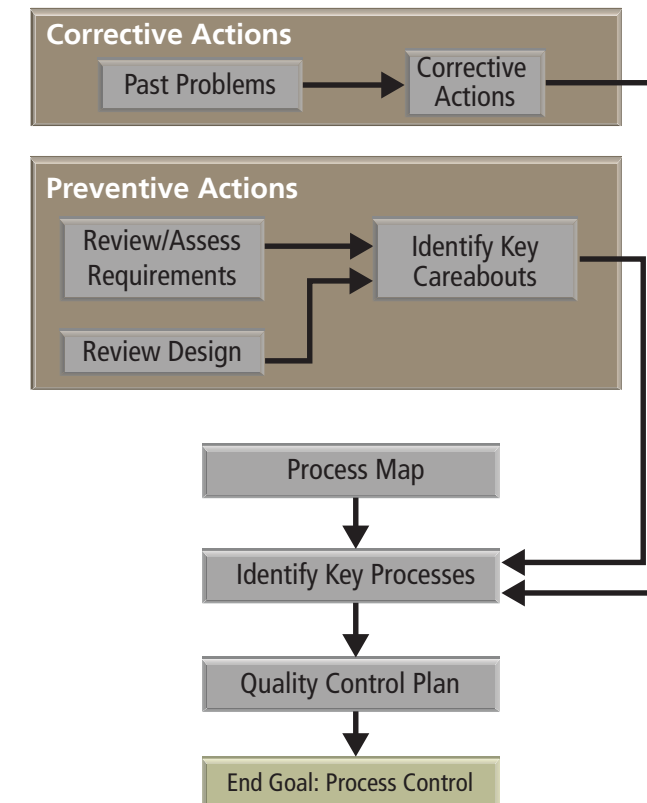 Corrective Actions
Past Problems
Corrective
Actions
Preventive Actions
Review/Assess
Requirements
Identify Key
Careabouts
Review Design
Process Map
Identify Key Processes
Quality Control Plan
End Goal: Process Control